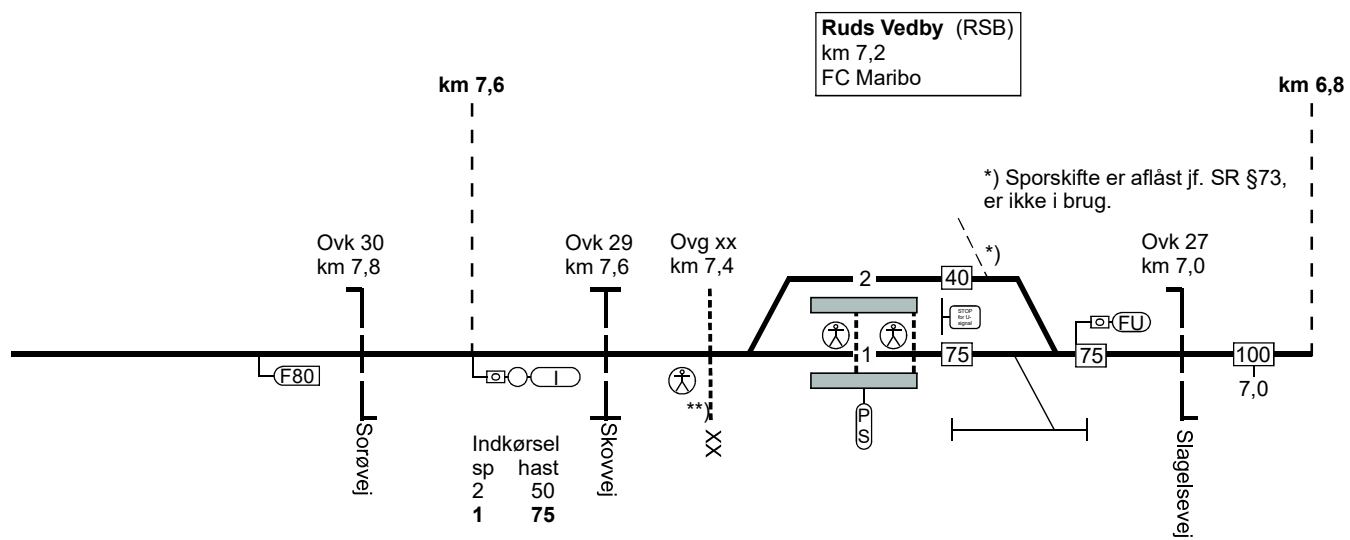 Ruds Vedby (RSB)
km 7,2
FC Maribo
km 7,6
km 6,8
*) Sporskifte er aflåst jf. SR §73,
er ikke i brug.
Ovk 30
km 7,8
Ovk 29
km 7,6
Ovg xx
km 7,4
*)
Ovk 27
km 7,0
2
40
STOP
for U-
signal
FU
1
75
75
100
7,0
F80
I
**)
P
S
Sorøvej
Skovvej
XX
Slagelsevej
Indkørsel
sp hast
2 50
1 75